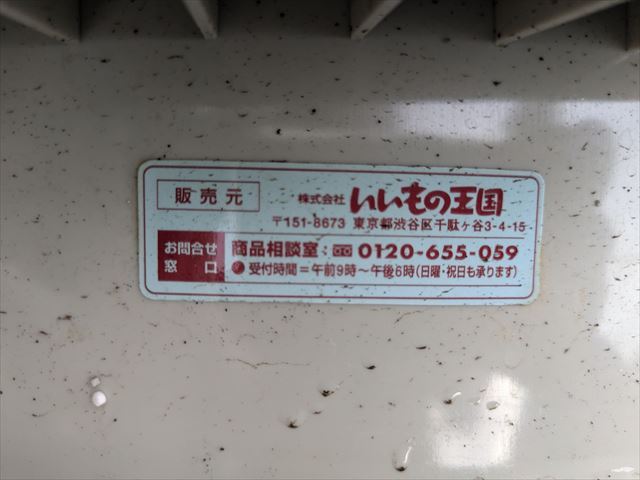 販売元
株式会社 いいもの王国
〒151-8673 東京都渋谷区千駄ヶ谷3-4-15
お問合せ窓口
商品相談室: 0120-655-059
受付時間=午前9時〜午後6時(日曜・祝日も承ります)